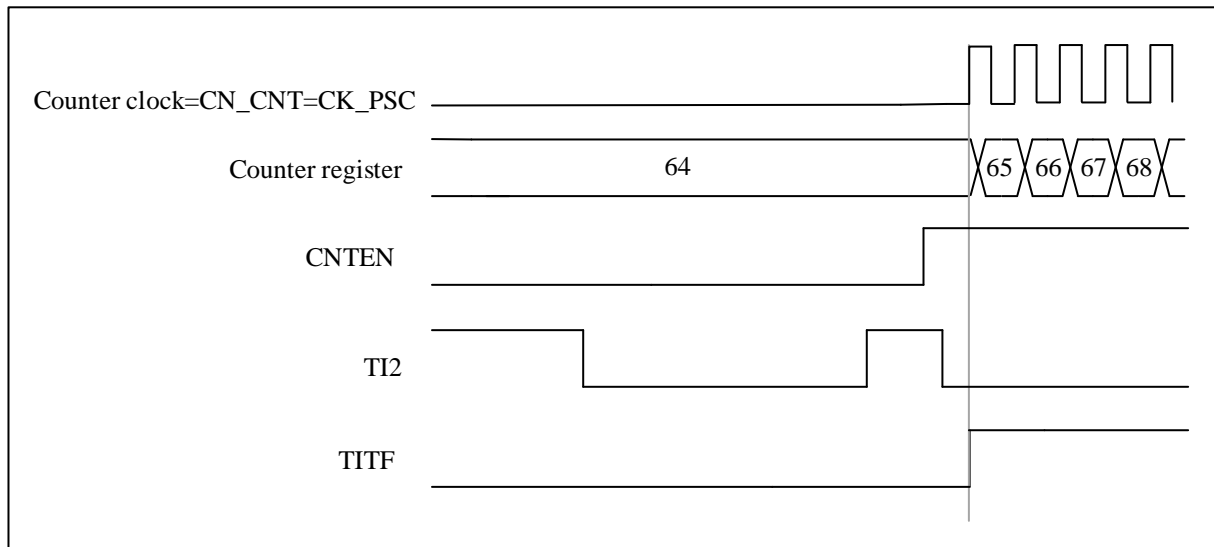 Counter clock=CN_CNT=CK_PSC
Counter register 64 65 66 67 68
CNTEN
TI2
TITF